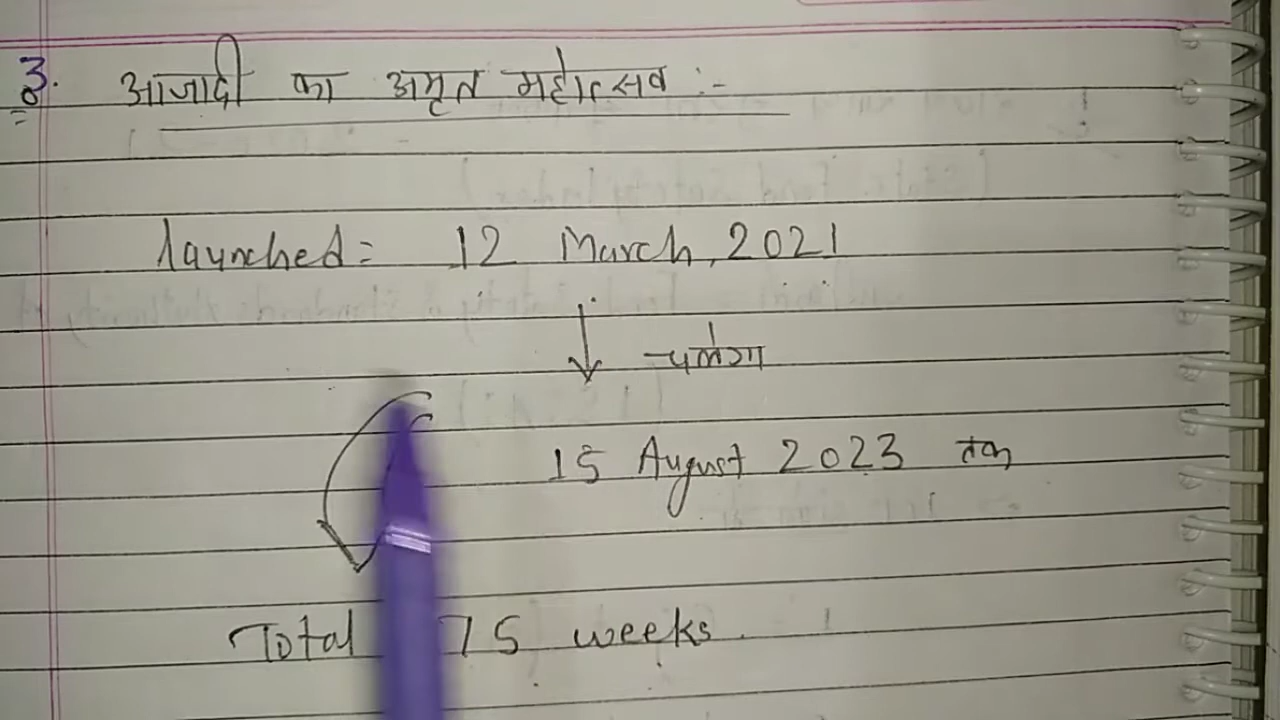 3. आजादी का अमृत महोत्सव :-
launched = 12 March, 2021
↓ चलेगा
15 August 2023 तक
Total 75 weeks.